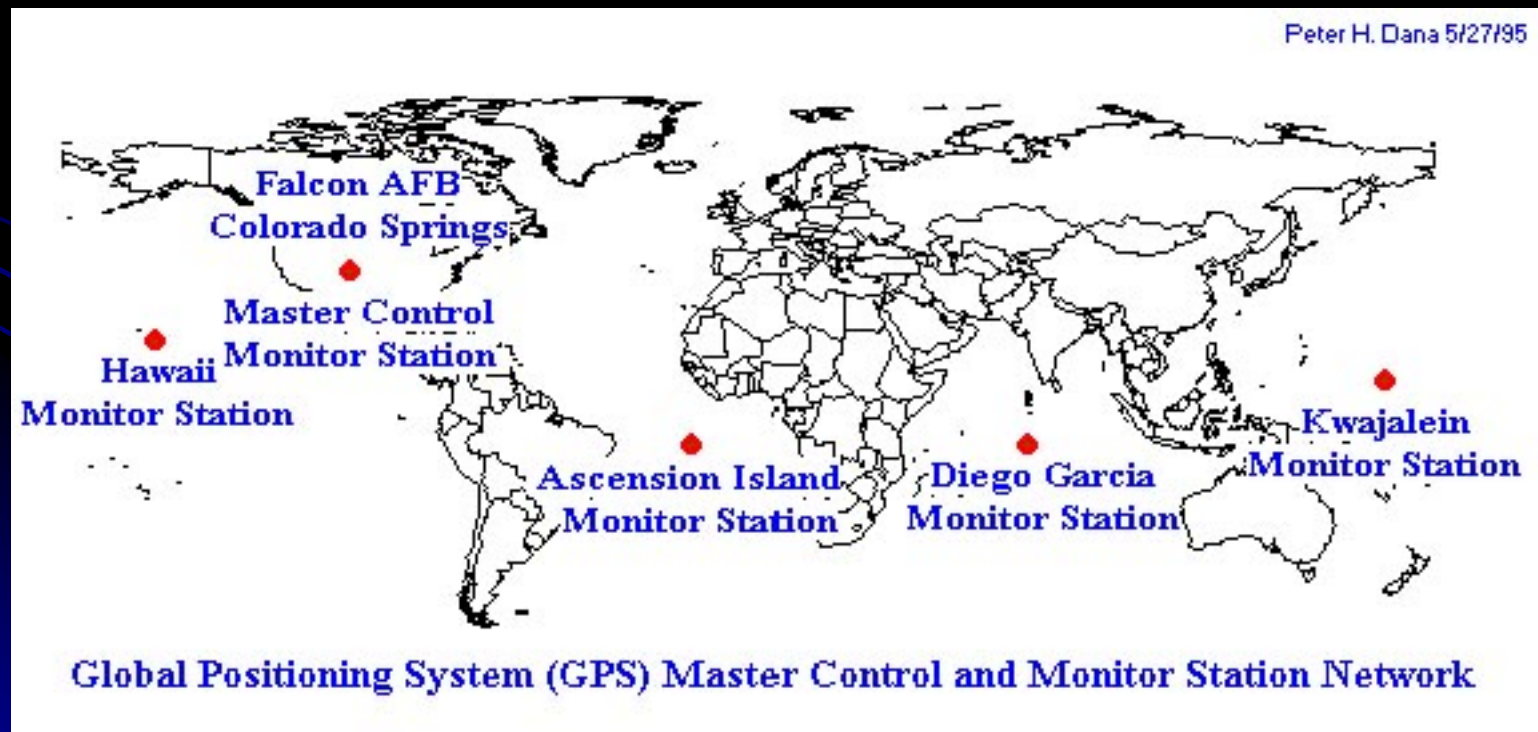 Peter H. Dana 5/27/95
Falcon AFB
Colorado Springs
Master Control
Monitor Station
Hawaii
Monitor Station
Ascension Island
Monitor Station
Diego Garcia
Monitor Station
Kwajalein
Monitor Station
Global Positioning System (GPS) Master Control and Monitor Station Network